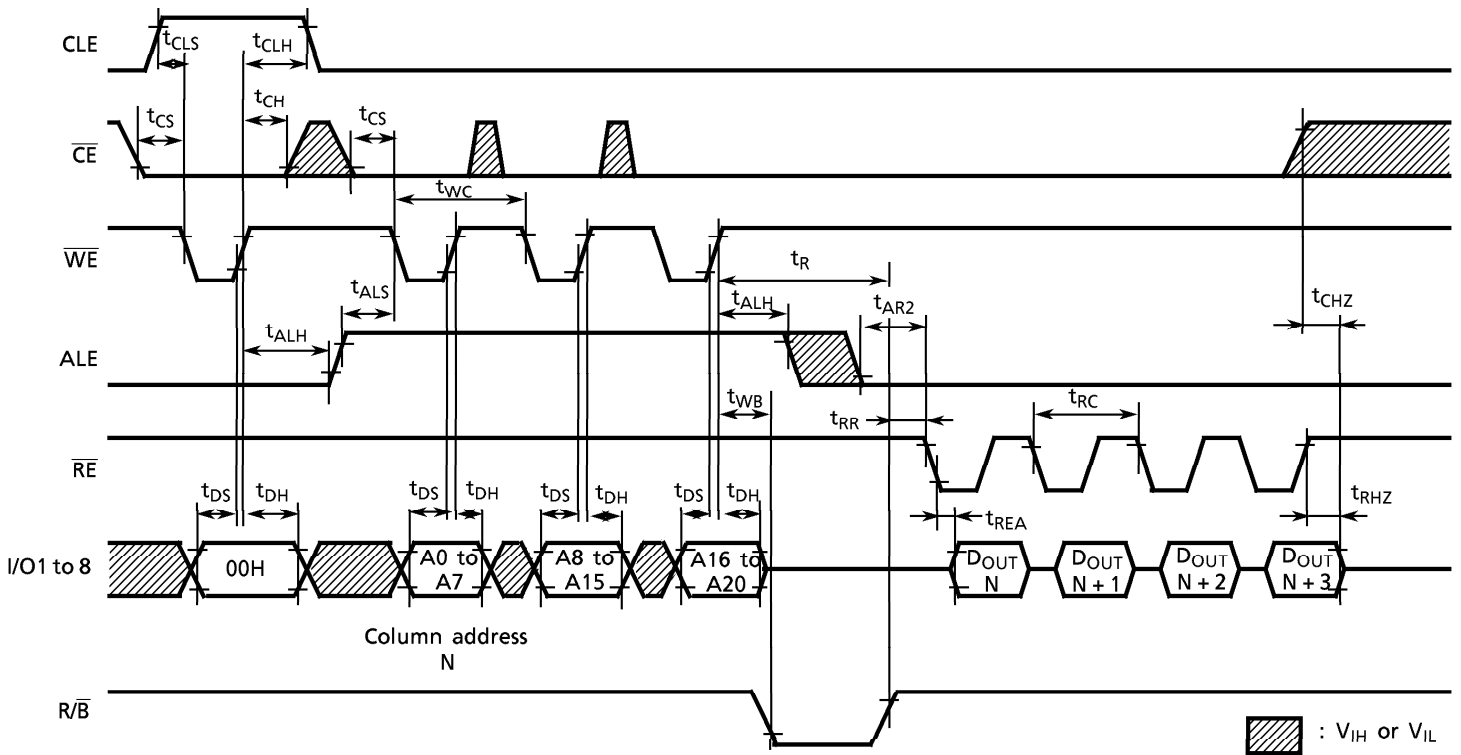 CLE
tCLS
tCLH
CE
tCS
tCH
tCS
WE
tWC
tR
ALE
tALH
tALS
tALH
tAR2
tCHZ
RE
tWB
tRR
tRC
tDS
tDH
tDS
tDH
tDS
tDH
tDS
tDH
tREA
tRHZ
I/O1 to 8
00H
A0 to
A7
A8 to
A15
A16 to
A20
DOUT
N
DOUT
N + 1
DOUT
N + 2
DOUT
N + 3
Column address
N
R/B
: VIH or VIL